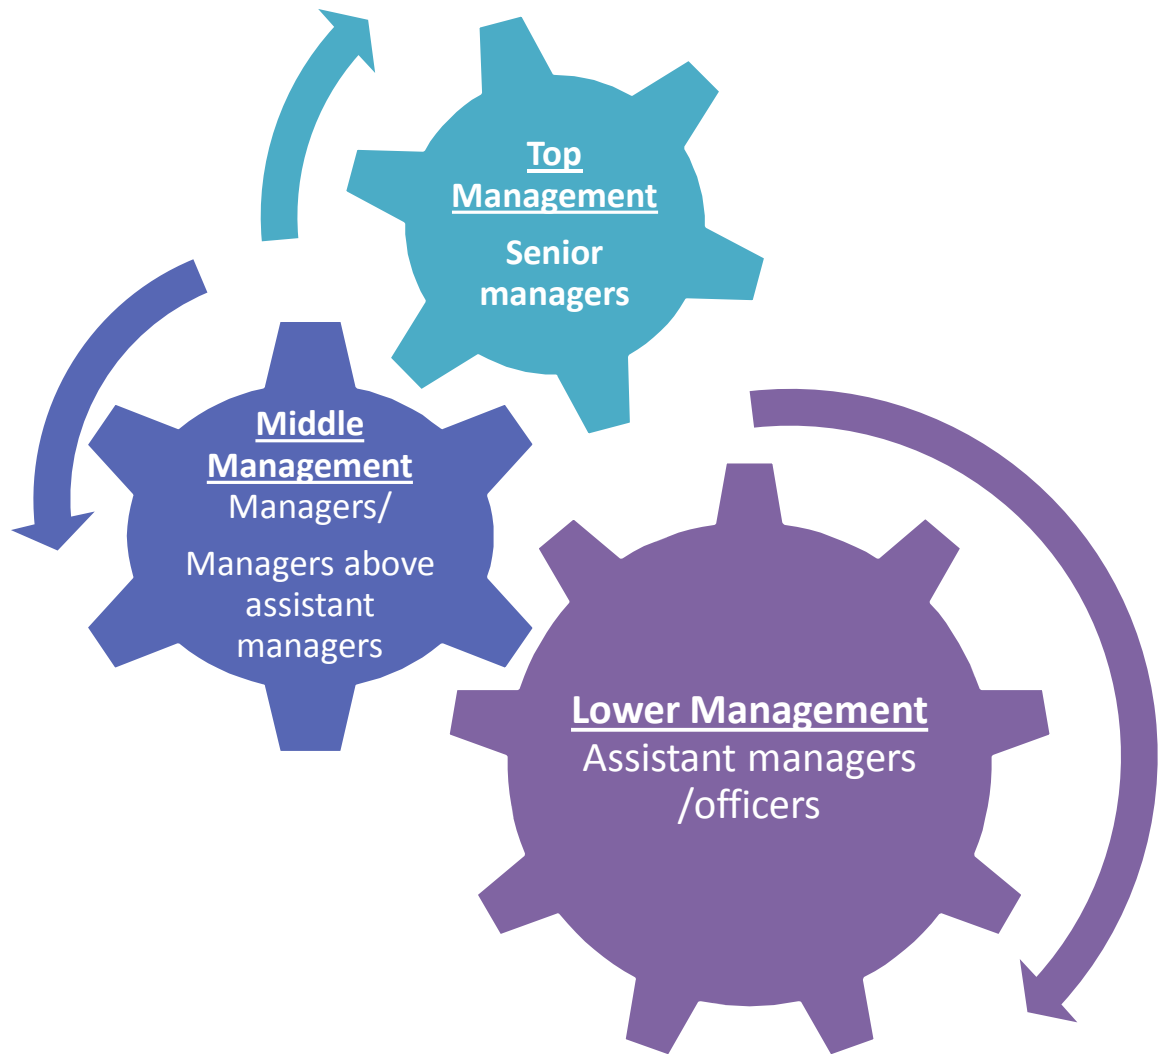 Top
Management
Senior
managers
Middle
Management
Managers/
Managers above
assistant
managers
Lower Management
Assistant managers
/officers